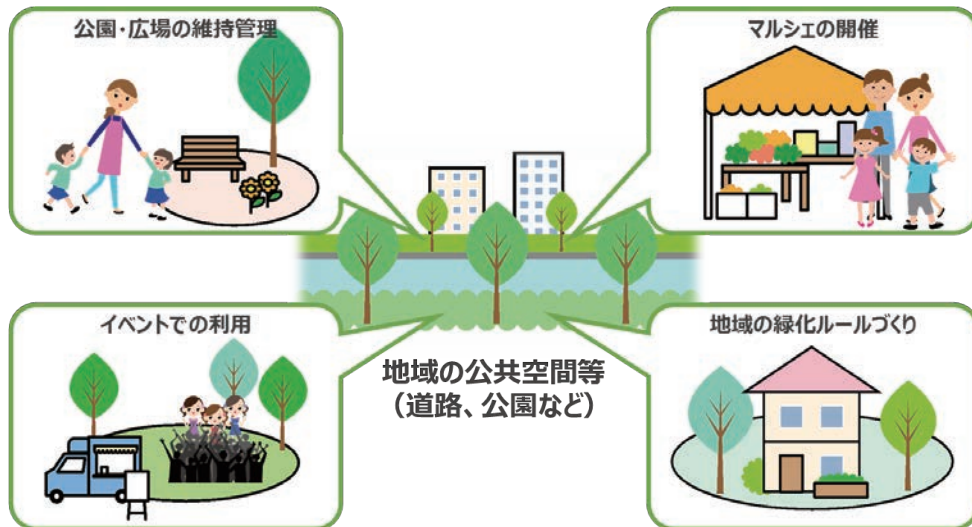 公園・広場の維持管理
マルシェの開催
イベントでの利用
地域の緑化ルールづくり
地域の公共空間等
（道路、公園など）